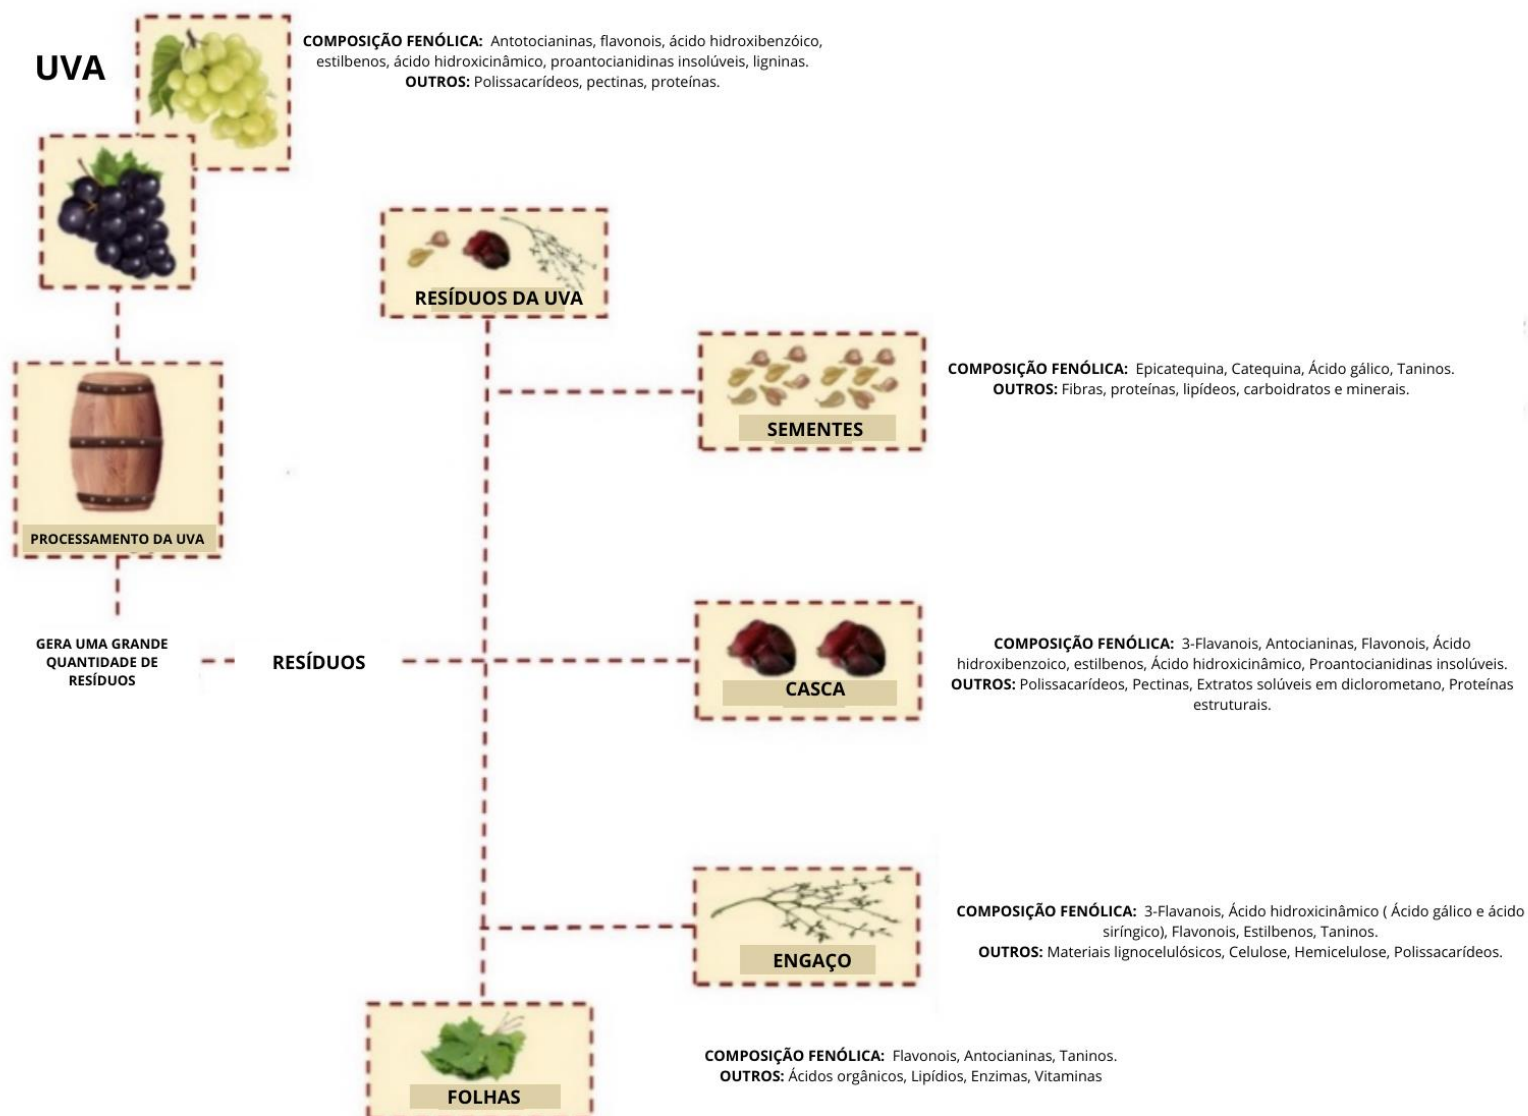 UVA
COMPOSIÇÃO FENÓLICA: Antotocianinas, flavonois, ácido hidroxibenzóico,
estilbenos, ácido hidroxicinâmico, proantocianidinas insolúveis, ligninas.
OUTROS: Polissacarídeos, pectinas, proteínas.
RESÍDUOS DA UVA
SEMENTES
COMPOSIÇÃO FENÓLICA: Epicatequina, Catequina, Ácido gálico, Taninos.
OUTROS: Fibras, proteínas, lipídeos, carboidratos e minerais.
PROCESSAMENTO DA UVA
GERA UMA GRANDE
QUANTIDADE DE
RESÍDUOS
RESÍDUOS
CASCA
COMPOSIÇÃO FENÓLICA: 3-Flavanois, Antocianinas, Flavonois, Ácido
hidroxibenzoico, estilbenos, Ácido hidroxicinâmico, Proantocianidinas insolúveis.
OUTROS: Polissacarídeos, Pectinas, Extratos solúveis em diclorometano, Proteínas
estruturais.
ENGAÇO
COMPOSIÇÃO FENÓLICA: 3-Flavanois, Ácido hidroxicinâmico ( Ácido gálico e ácido
siríngico), Flavonois, Estilbenos, Taninos.
OUTROS: Materiais lignocelulósicos, Celulose, Hemicelulose, Polissacarídeos.
FOLHAS
COMPOSIÇÃO FENÓLICA: Flavonois, Antocianinas, Taninos.
OUTROS: Ácidos orgânicos, Lipídios, Enzimas, Vitaminas